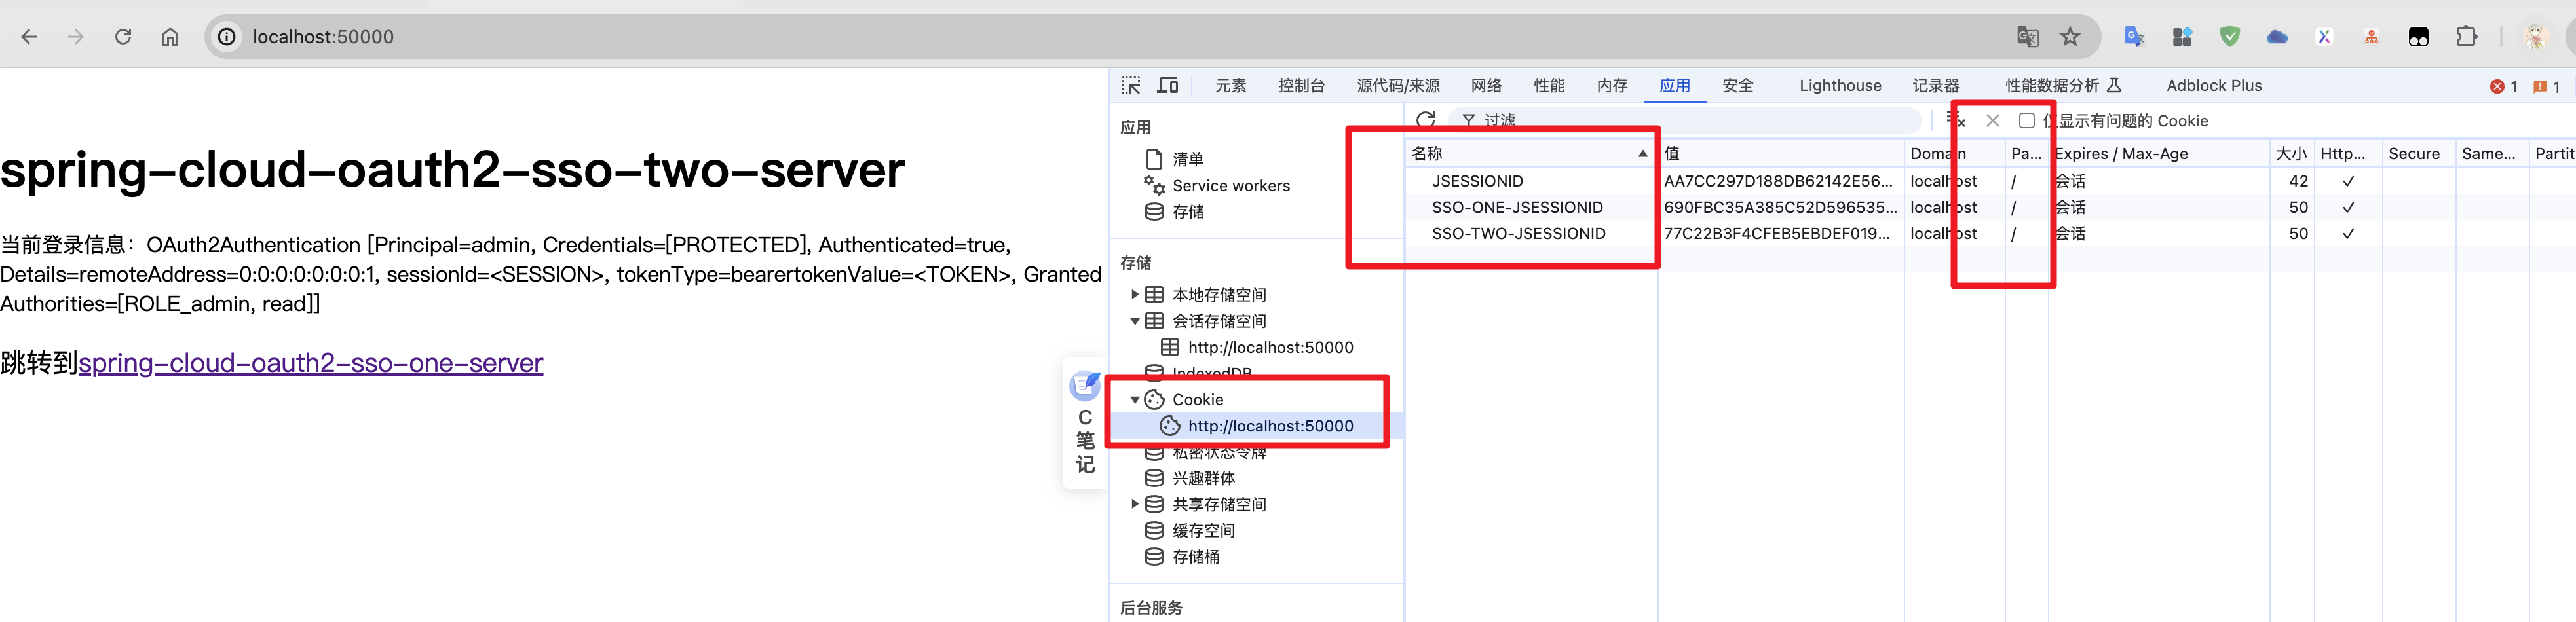 localhost:50000
元素 控制台 源代码/来源 网络 性能 内存 应用 安全 Lighthouse 记录器 性能数据分析 Adblock Plus 1 1
应用
过滤 仅显示有问题的 Cookie
清单
Service workers
存储
名称 值 Domain Pa... Expires / Max-Age 大小 Http... Secure Same... Partit
JSESSIONID AA7CC297D188DB62142E56... localhost / 会话 42 ✓
SSO-ONE-JSESSIONID 690FBC35A385C52D596535... localhost / 会话 50 ✓
SSO-TWO-JSESSIONID 77C22B3F4CFEB5EBDEF019... localhost / 会话 50 ✓
spring-cloud-oauth2-sso-two-server
当前登录信息：OAuth2Authentication [Principal=admin, Credentials=[PROTECTED], Authenticated=true,
Details=remoteAddress=0:0:0:0:0:0:0:1, sessionId=<SESSION>, tokenType=bearertokenValue=<TOKEN>, Granted
Authorities=[ROLE_admin, read]]
跳转到spring-cloud-oauth2-sso-one-server
C
笔
记
存储
本地存储空间
会话存储空间
http://localhost:50000
IndexedDB
Cookie
http://localhost:50000
私密状态令牌
兴趣群体
共享存储空间
缓存空间
存储桶
后台服务